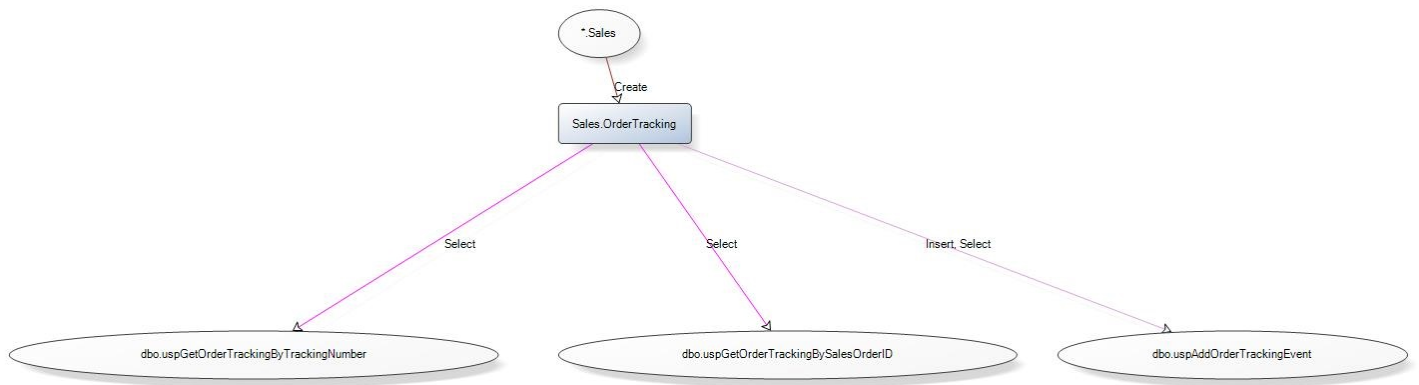 *.Sales
Create
Sales.OrderTracking
Select
Select
Insert, Select
dbo.uspGetOrderTrackingByTrackingNumber
dbo.uspGetOrderTrackingBySalesOrderID
dbo.uspAddOrderTrackingEvent